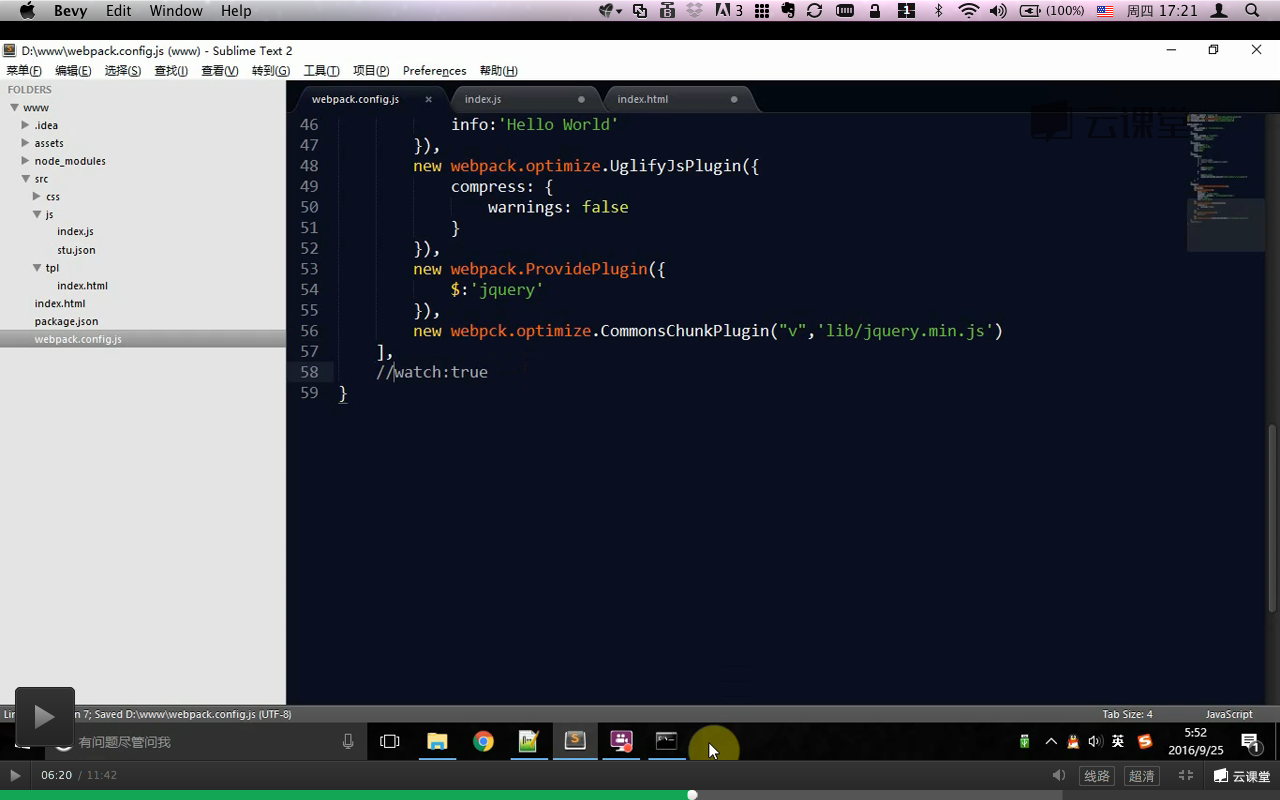 Bevy Edit Window Help 3 1 (100%) 周四 17:21
D:\www\webpack.config.js (www) - Sublime Text 2
菜单(F) 编辑(E) 选择(S) 查找(I) 查看(V) 转到(G) 工具(T) 项目(P) Preferences 帮助(H)
FOLDERS
www
.idea
assets
node_modules
src
css
js
index.js
stu.json
tpl
index.html
index.html
package.json
webpack.config.js
webpack.config.js × index.js index.html
云课堂
46 info:'Hello World'
47 }),
48 new webpack.optimize.UglifyJsPlugin({
49 compress: {
50 warnings: false
51 }
52 }),
53 new webpack.ProvidePlugin({
54 $:'jquery'
55 }),
56 new webpck.optimize.CommonsChunkPlugin("v",'lib/jquery.min.js')
57 ],
58 //watch:true
59 }
n 7; Saved D:\www\webpack.config.js (UTF-8) Tab Size: 4 JavaScript
有问题尽管问我 英 5:52
2016/9/25 1
06:20 / 11:42 线路 超清 云课堂